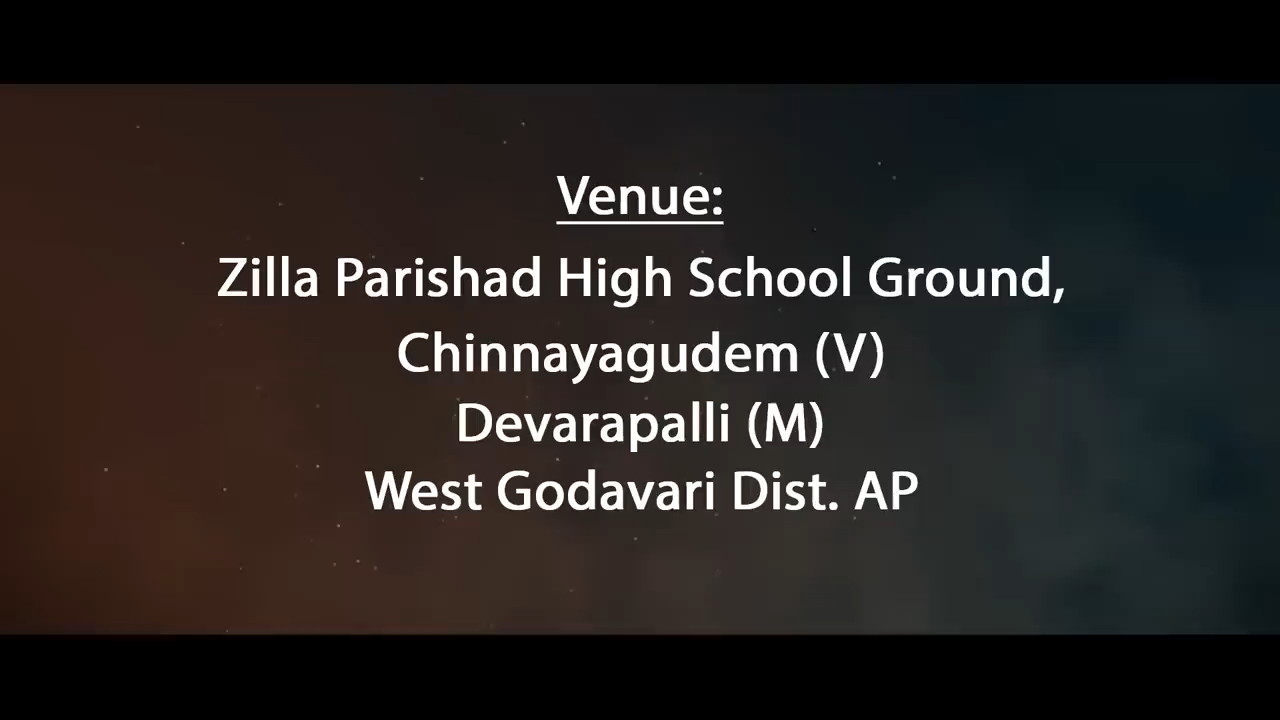 Venue:
Zilla Parishad High School Ground,
Chinnayagudem (V)
Devarapalli (M)
West Godavari Dist. AP